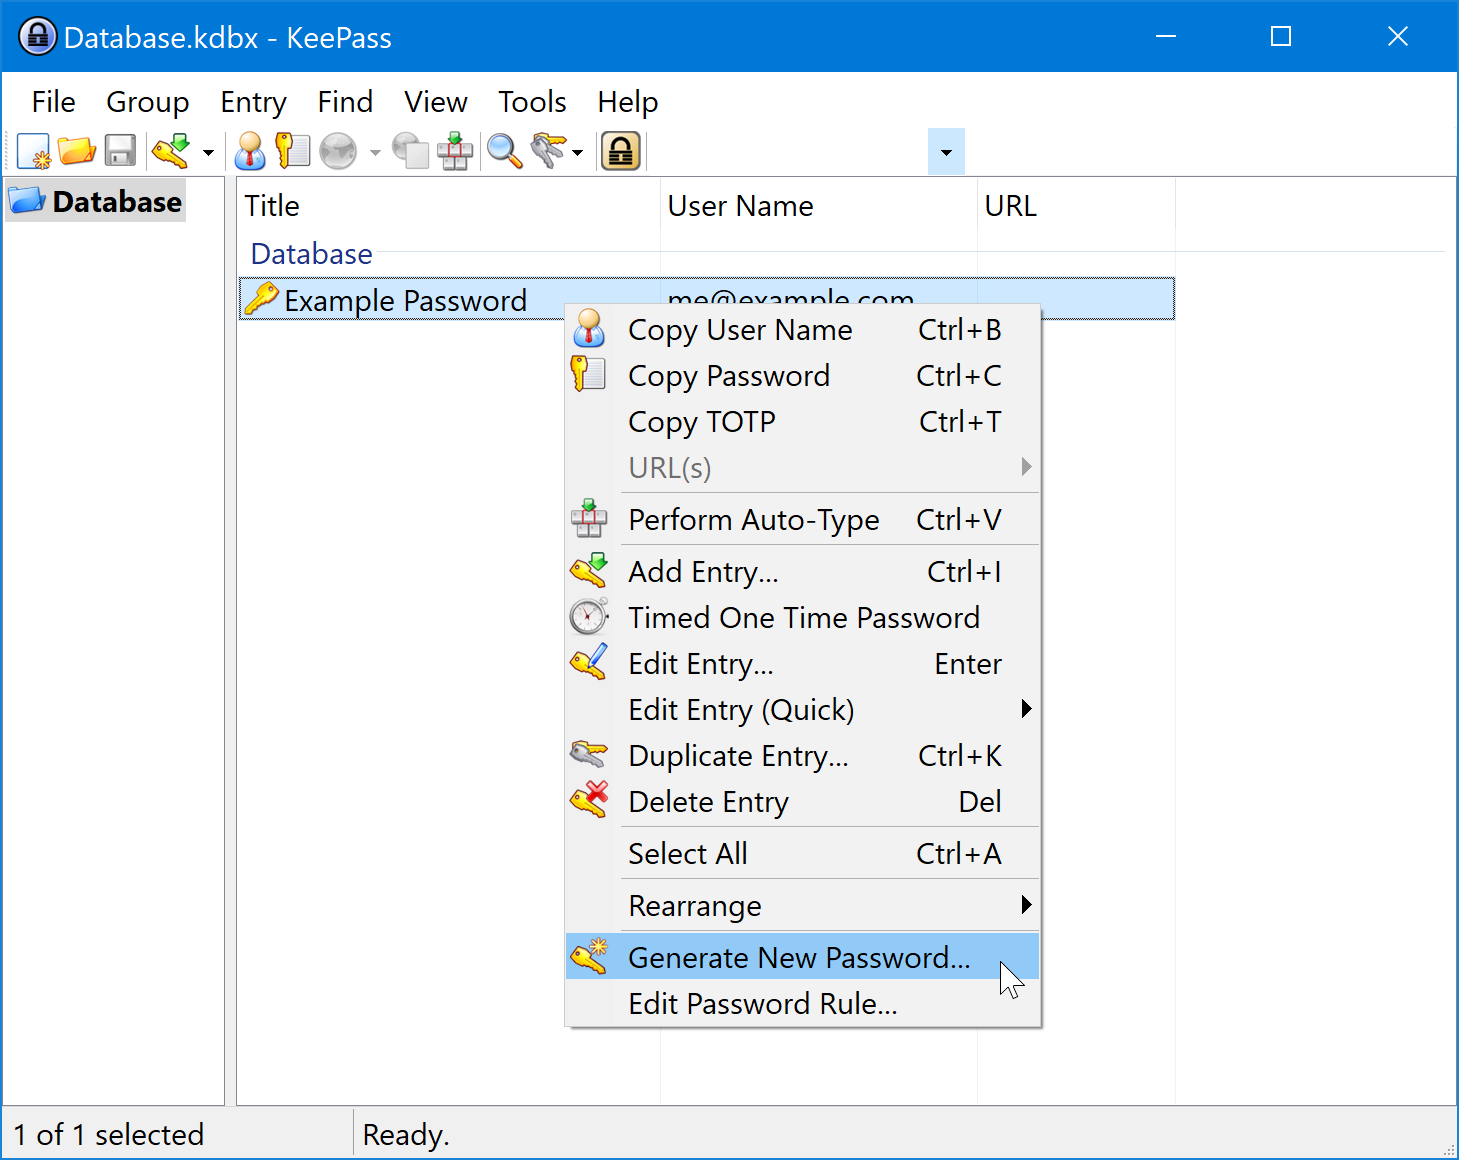 Database.kdbx - KeePass
File Group Entry Find View Tools Help
Database
Title User Name URL
Database
Example Password me@example.com
Copy User Name Ctrl+B
Copy Password Ctrl+C
Copy TOTP Ctrl+T
URL(s)
Perform Auto-Type Ctrl+V
Add Entry... Ctrl+I
Timed One Time Password
Edit Entry... Enter
Edit Entry (Quick)
Duplicate Entry... Ctrl+K
Delete Entry Del
Select All Ctrl+A
Rearrange
Generate New Password...
Edit Password Rule...
1 of 1 selected Ready.